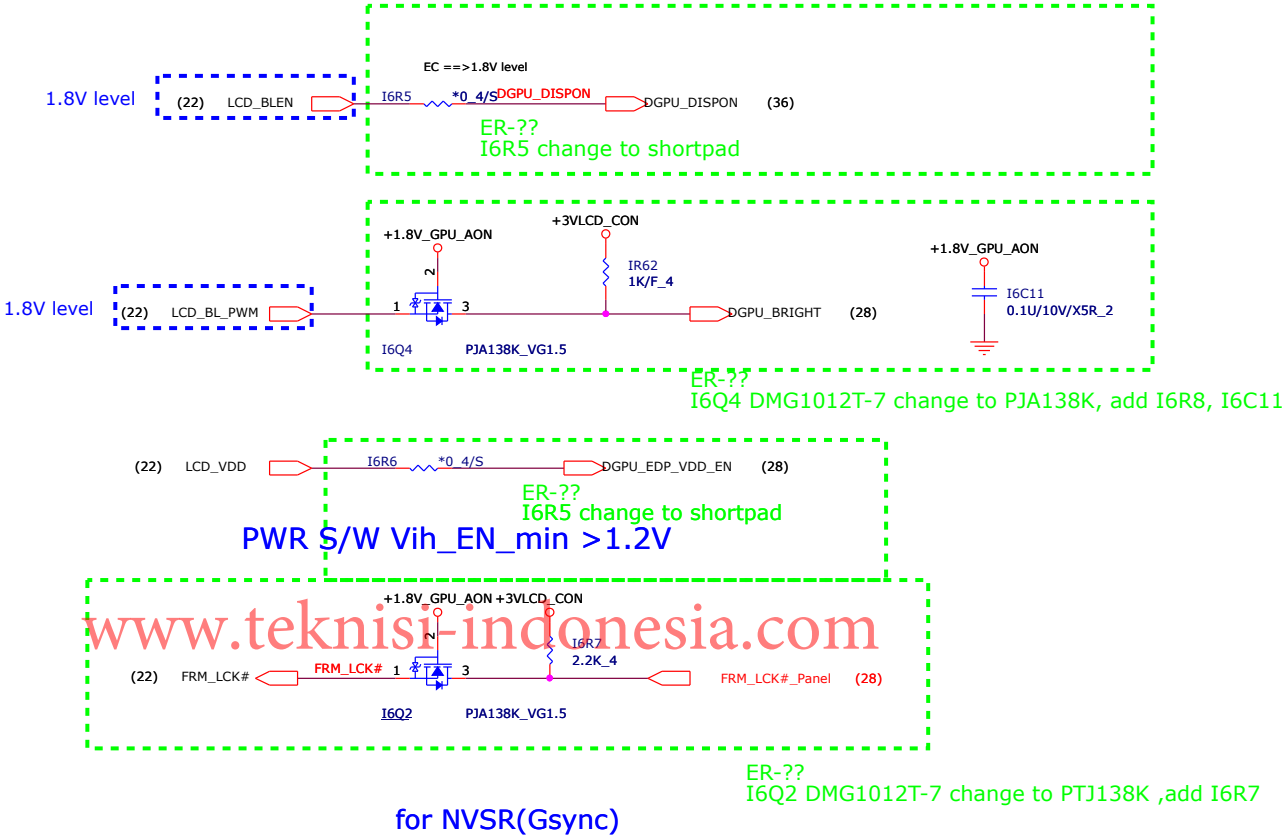 EC ==>1.8V level
1.8V level (22) LCD_BLEN I6R5 *0_4/S DGPU_DISPON DGPU_DISPON (36)
ER-??
I6R5 change to shortpad
+3VLCD_CON
+1.8V_GPU_AON
+1.8V_GPU_AON
2
IR62
1K/F_4
I6C11
0.1U/10V/X5R_2
1.8V level (22) LCD_BL_PWM 1 3 DGPU_BRIGHT (28)
I6Q4 PJA138K_VG1.5
ER-??
I6Q4 DMG1012T-7 change to PJA138K, add I6R8, I6C11
(22) LCD_VDD I6R6 *0_4/S DGPU_EDP_VDD_EN (28)
ER-??
I6R5 change to shortpad
PWR S/W Vih_EN_min >1.2V
+1.8V_GPU_AON +3VLCD_CON
www.teknisi-indonesia.com
2
I6R7
2.2K_4
(22) FRM_LCK# FRM_LCK# 1 3 FRM_LCK#_Panel (28)
I6Q2 PJA138K_VG1.5
ER-??
I6Q2 DMG1012T-7 change to PTJ138K ,add I6R7
for NVSR(Gsync)